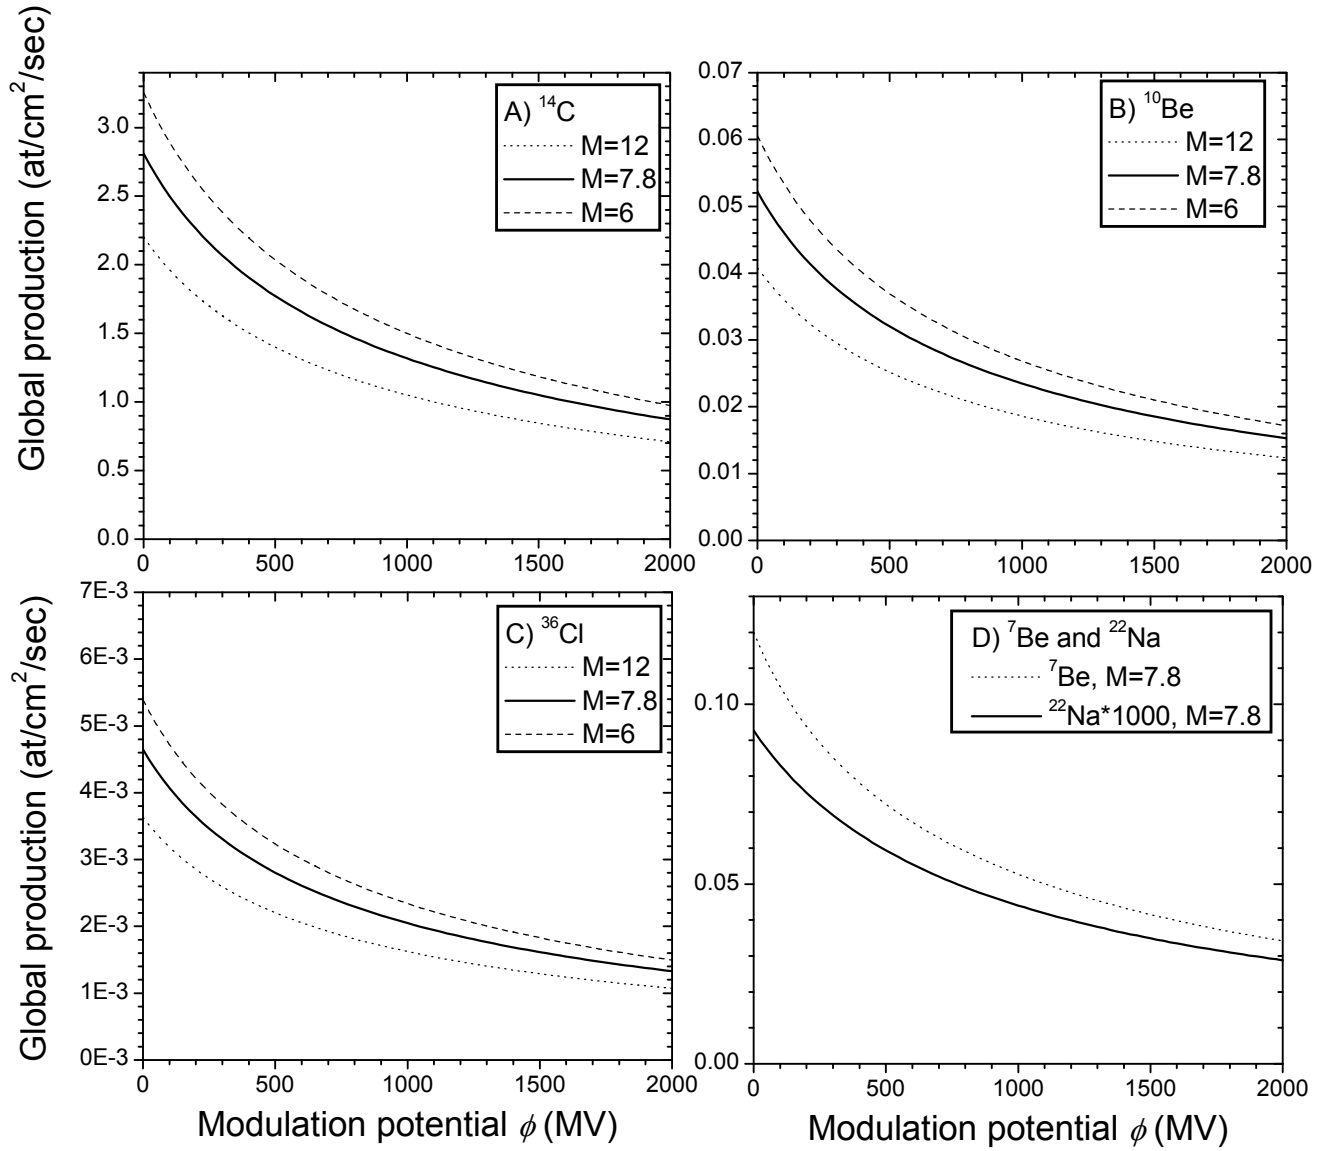 Global production (at/cm²/sec)
3.0
2.5
2.0
1.5
1.0
0.5
0.0
0 500 1000 1500 2000
A) ¹⁴C
M=12
M=7.8
M=6
0.07
0.06
0.05
0.04
0.03
0.02
0.01
0.00
0 500 1000 1500 2000
B) ¹⁰Be
M=12
M=7.8
M=6
Global production (at/cm²/sec)
7E-3
6E-3
5E-3
4E-3
3E-3
2E-3
1E-3
0E-3
0 500 1000 1500 2000
C) ³⁶Cl
M=12
M=7.8
M=6
Modulation potential ϕ (MV)
0.10
0.05
0.00
0 500 1000 1500 2000
D) ⁷Be and ²²Na
⁷Be, M=7.8
²²Na*1000, M=7.8
Modulation potential ϕ (MV)